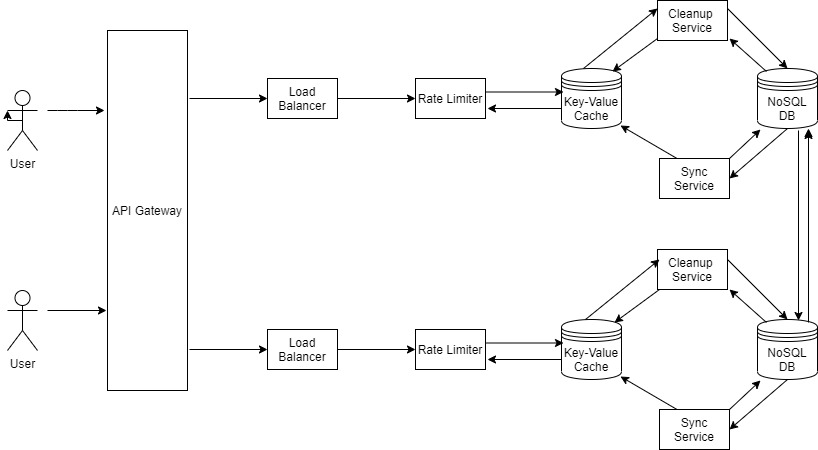 Cleanup
Service
Load
Balancer
Rate Limiter
Key-Value
Cache
NoSQL
DB
User
Sync
Service
API Gateway
Cleanup
Service
Load
Balancer
Rate Limiter
Key-Value
Cache
NoSQL
DB
User
Sync
Service